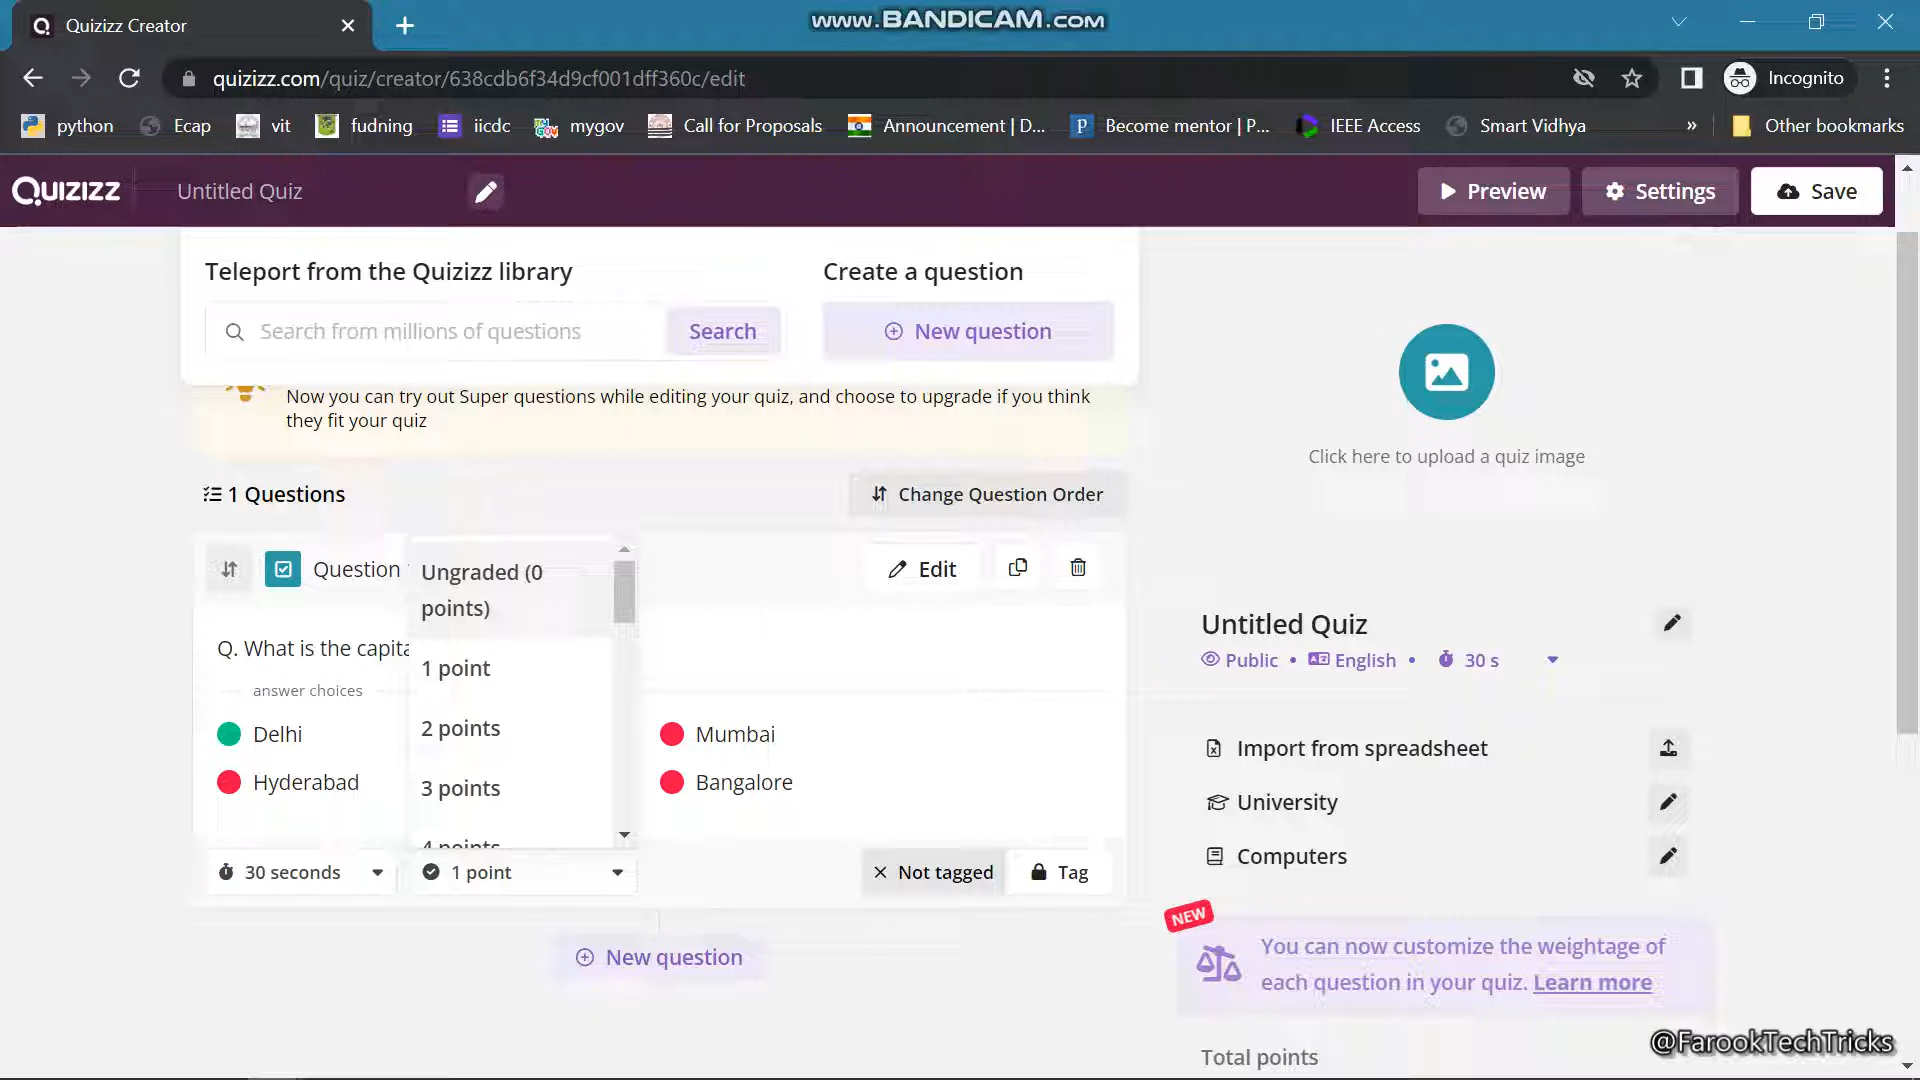 Quizizz Creator
www.BANDICAM.COM
quizizz.com/quiz/creator/638cdb6f34d9cf001dff360c/edit
Incognito
python
Ecap
vit
fudning
iicdc
mygov
Call for Proposals
Announcement | D...
Become mentor | P...
IEEE Access
Smart Vidhya
»
Other bookmarks
QUIZIZZ
Untitled Quiz
Preview
Settings
Save
Teleport from the Quizizz library
Create a question
Search from millions of questions
Search
New question
Now you can try out Super questions while editing your quiz, and choose to upgrade if you think
they fit your quiz
Click here to upload a quiz image
1 Questions
Change Question Order
Question
Ungraded (0
points)
Edit
Q. What is the capita
1 point
answer choices
2 points
Delhi
Mumbai
3 points
Hyderabad
Bangalore
4 points
30 seconds
1 point
Not tagged
Tag
New question
Untitled Quiz
Public • English • 30 s
Import from spreadsheet
University
Computers
NEW
You can now customize the weightage of
each question in your quiz. Learn more
Total points
@FarookTechTricks